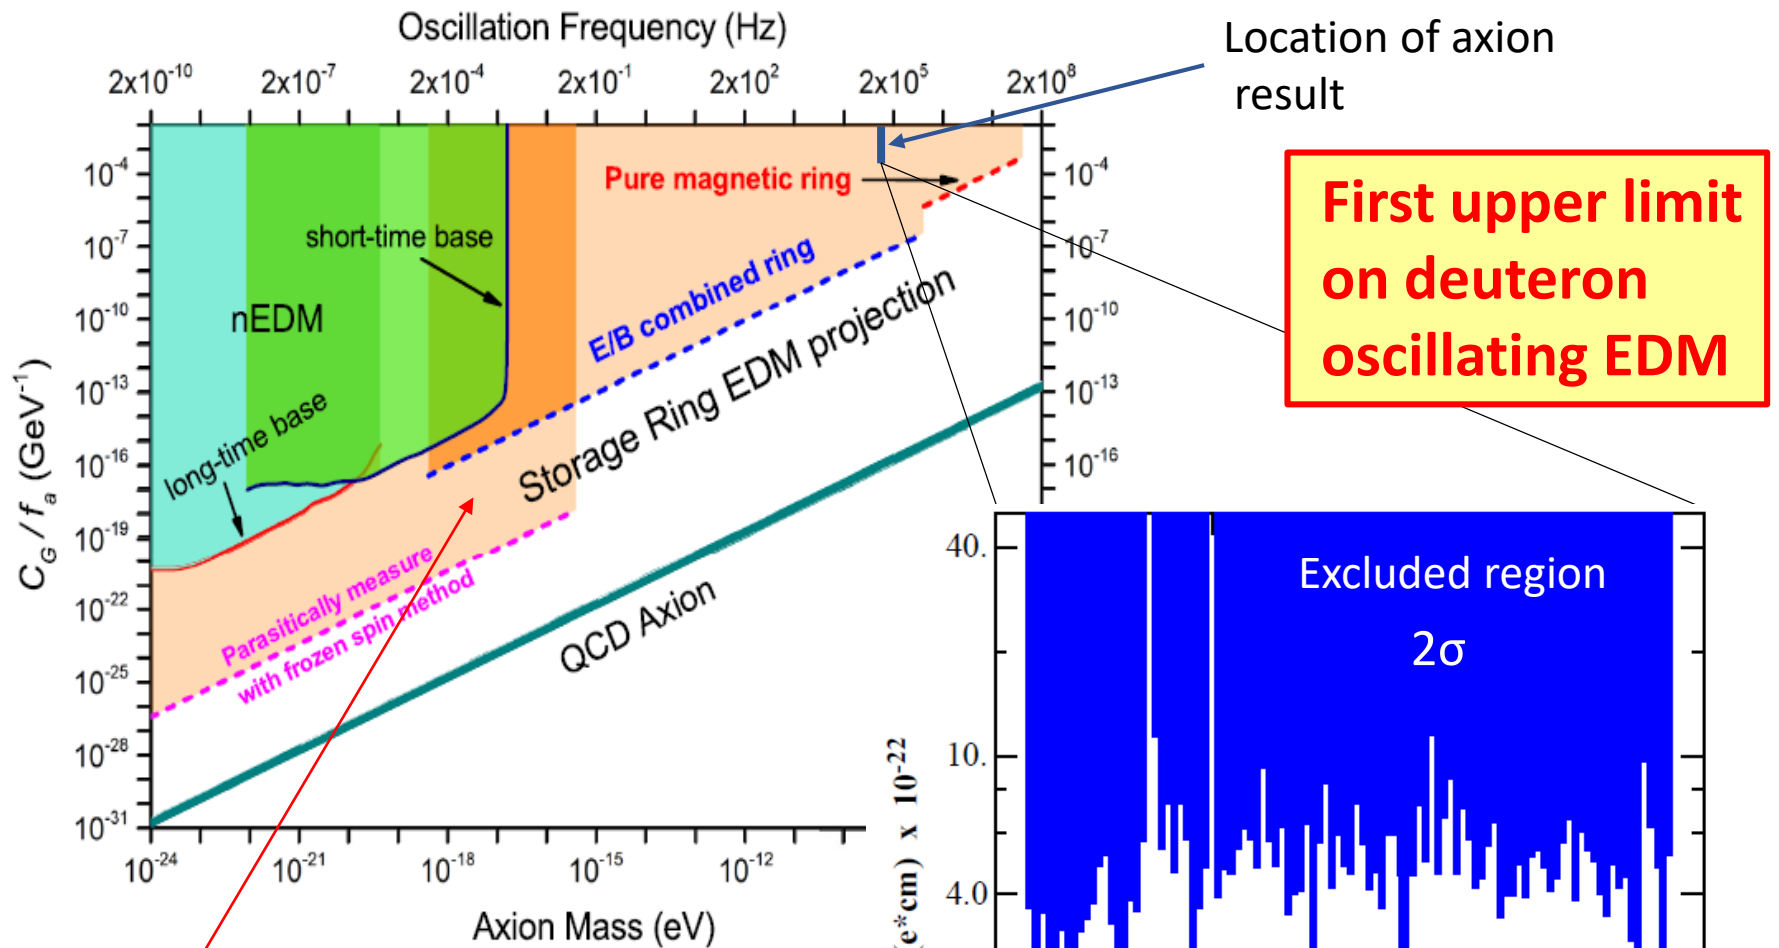 Oscillation Frequency (Hz)
2x10⁻¹⁰ 2x10⁻⁷ 2x10⁻⁴ 2x10⁻¹ 2x10² 2x10⁵ 2x10⁸
Location of axion
result
First upper limit
on deuteron
oscillating EDM
Pure magnetic ring
short-time base
nEDM
E/B combined ring
Storage Ring EDM projection
long-time base
Parasitically measure
with frozen spin method
QCD Axion
C_G / f_a (GeV⁻¹)
10⁻⁴
10⁻⁷
10⁻¹⁰
10⁻¹³
10⁻¹⁶
10⁻¹⁹
10⁻²²
10⁻²⁵
10⁻²⁸
10⁻³¹
10⁻⁴
10⁻⁷
10⁻¹⁰
10⁻¹³
10⁻¹⁶
10⁻²⁴ 10⁻²¹ 10⁻¹⁸ 10⁻¹⁵ 10⁻¹²
Axion Mass (eV)
Excluded region
2σ
40.
10.
4.0
(e*cm) x 10⁻²²